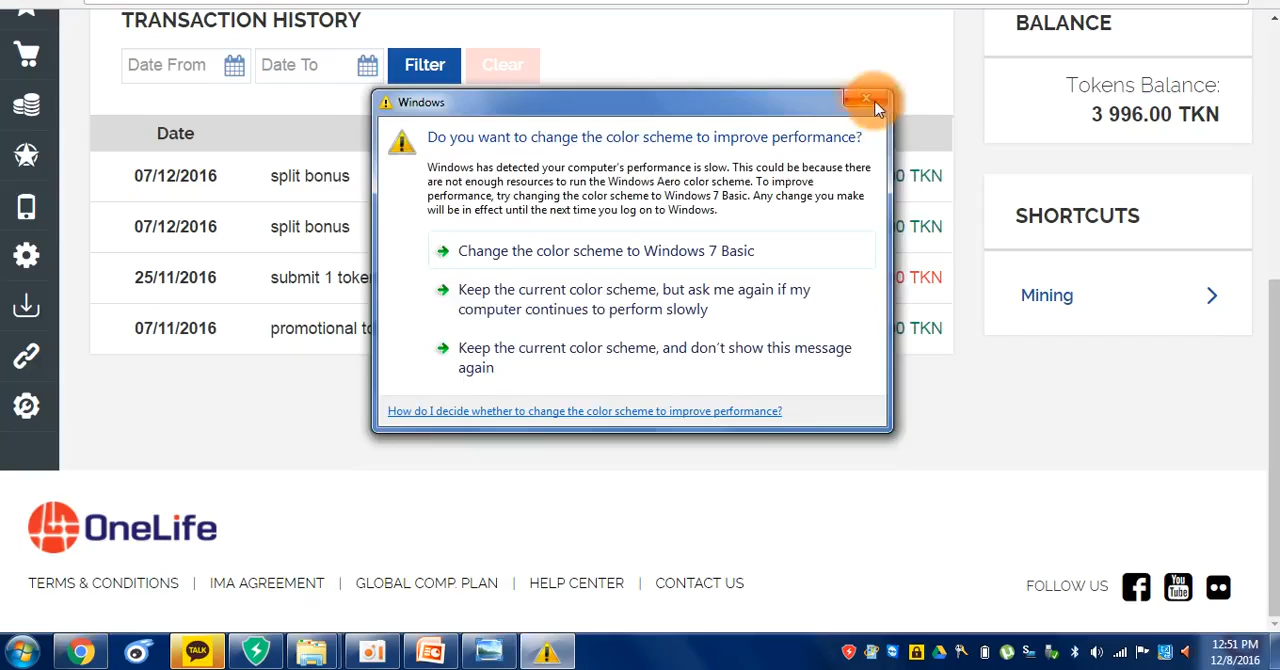 TRANSACTION HISTORY
Date From
Date To
Filter
Clear
Date
07/12/2016 split bonus 0 TKN
07/12/2016 split bonus 0 TKN
25/11/2016 submit 1 toke 0 TKN
07/11/2016 promotional to 0 TKN
Windows
Do you want to change the color scheme to improve performance?
Windows has detected your computer's performance is slow. This could be because there
are not enough resources to run the Windows Aero color scheme. To improve
performance, try changing the color scheme to Windows 7 Basic. Any change you make
will be in effect until the next time you log on to Windows.
Change the color scheme to Windows 7 Basic
Keep the current color scheme, but ask me again if my
computer continues to perform slowly
Keep the current color scheme, and don't show this message
again
How do I decide whether to change the color scheme to improve performance?
BALANCE
Tokens Balance:
3 996.00 TKN
SHORTCUTS
Mining
OneLife
TERMS & CONDITIONS | IMA AGREEMENT | GLOBAL COMP. PLAN | HELP CENTER | CONTACT US
FOLLOW US
You
Tube
TALK
12:51 PM
12/8/2016